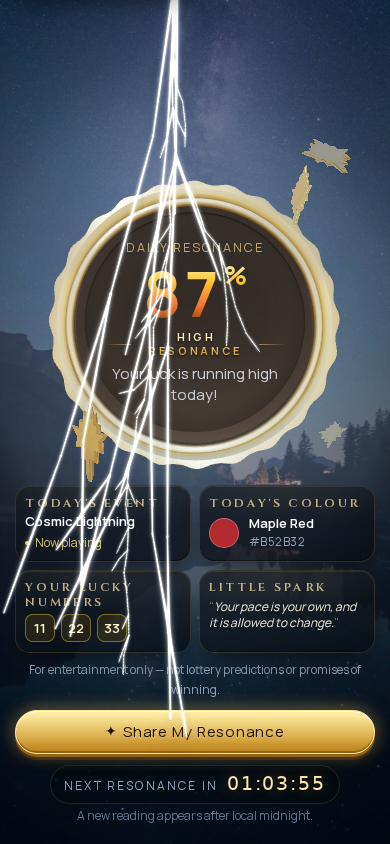 DAILY RESONANCE
87%
HIGH
RESONANCE
Your luck is running high
today!
TODAY'S EVENT
Cosmic Lightning
Now playing
TODAY'S COLOUR
Maple Red
#B52B32
YOUR LUCKY
NUMBERS
11 22 33
LITTLE SPARK
"Your pace is your own, and
it is allowed to change."
For entertainment only — not lottery predictions or promises of
winning.
✦ Share My Resonance
NEXT RESONANCE IN 01:03:55
A new reading appears after local midnight.